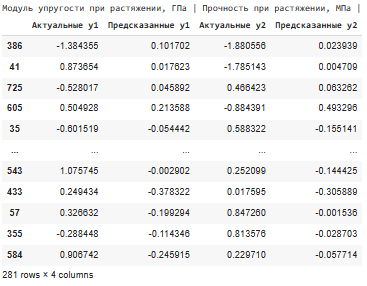 Модуль упругости при растяжении, ГПа | Прочность при растяжении, МПа |
Актуальные y1 Предсказанные y1 Актуальные y2 Предсказанные y2
386 -1.384355 0.101702 -1.880556 0.023939
41 0.873654 0.017623 -1.785143 0.004709
725 -0.528017 0.045892 0.466423 0.063262
605 0.504928 0.213588 -0.884391 0.493296
35 -0.601519 -0.054442 0.588322 -0.155141
... ... ... ... ...
543 1.075745 -0.002902 0.252099 -0.144425
433 0.249434 -0.378322 0.017595 -0.305889
57 0.326632 -0.199294 0.847260 -0.001536
355 -0.288448 -0.114346 0.813576 -0.028703
584 0.906742 -0.245915 0.229710 -0.057714
281 rows × 4 columns